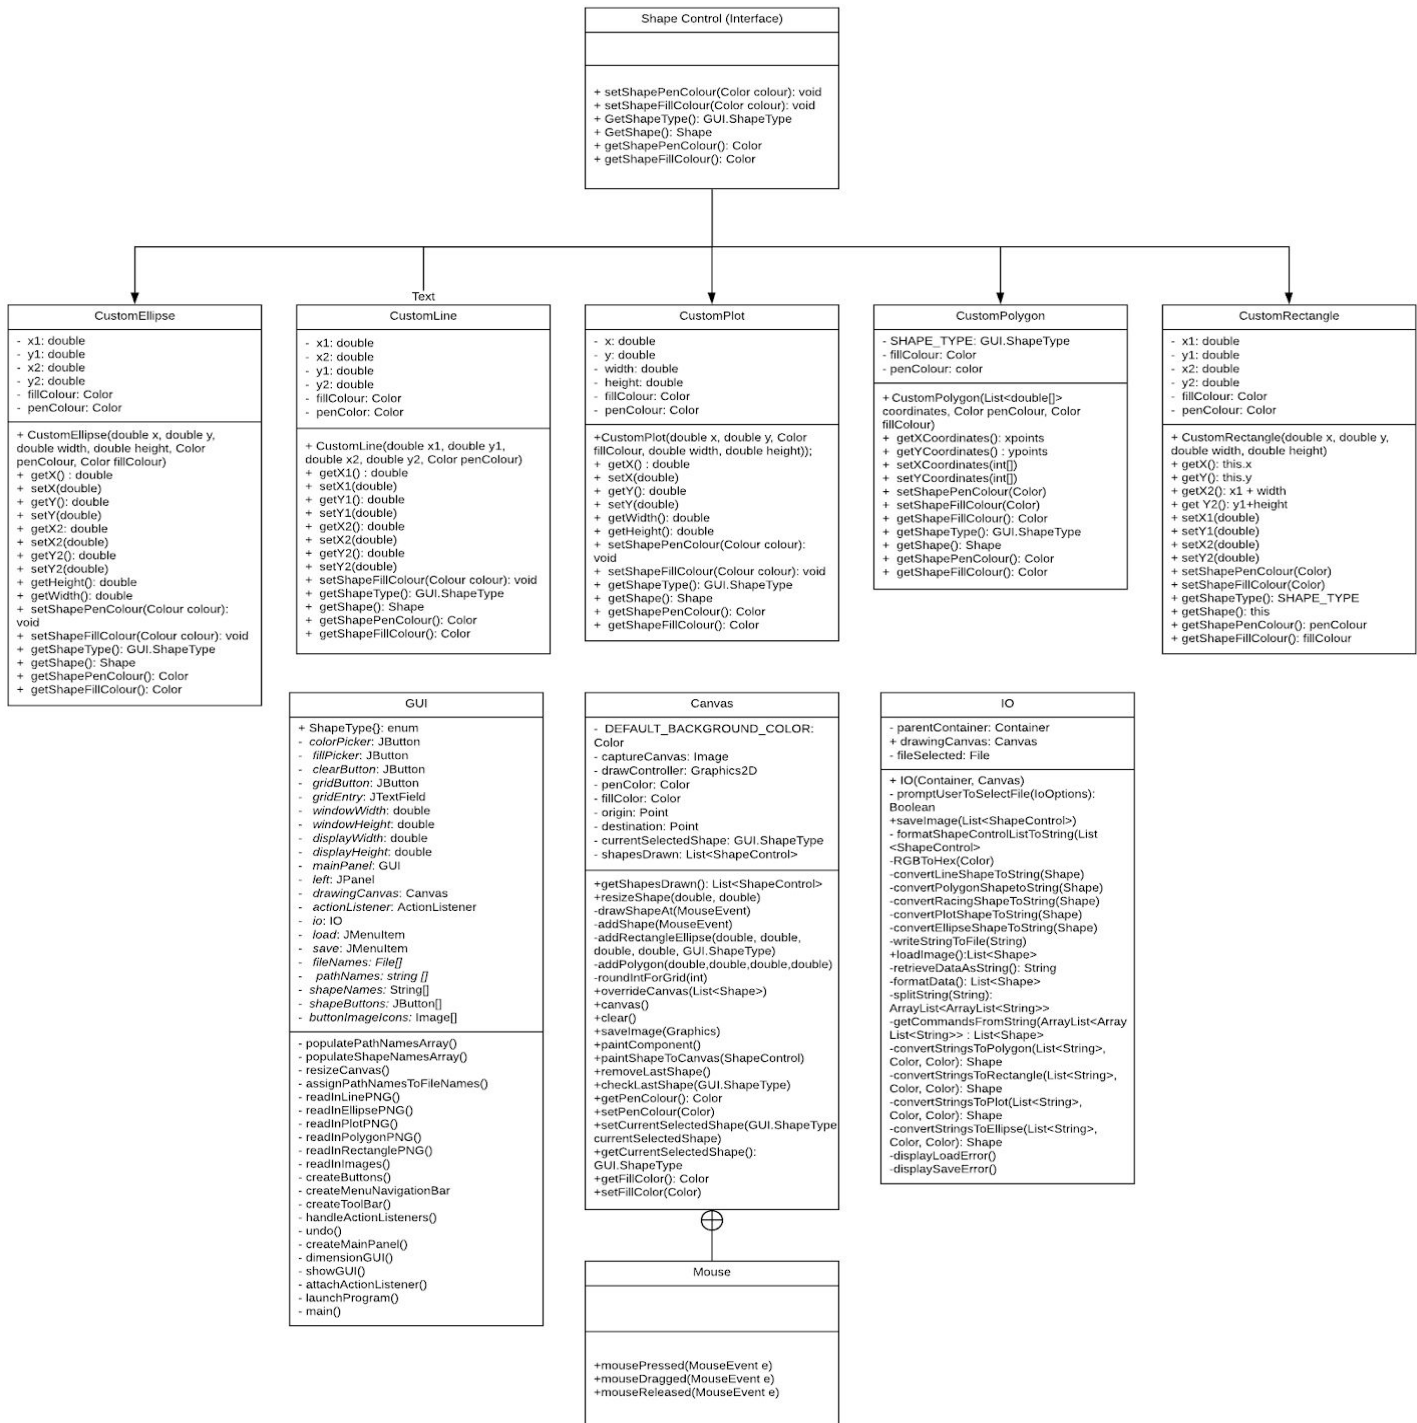 Shape Control (Interface)
+ setShapePenColour(Color colour): void
+ setShapeFillColour(Color colour): void
+ GetShapeType(): GUI.ShapeType
+ GetShape(): Shape
+ getShapePenColour(): Color
+ getShapeFillColour(): Color
CustomEllipse
- x1: double
- y1: double
- x2: double
- y2: double
- fillColour: Color
- penColour: Color
+ CustomEllipse(double x, double y,
double width, double height, Color
penColour, Color fillColour)
+ getX() : double
+ setX(double)
+ getY(): double
+ setY(double)
+ getX2: double
+ setX2(double)
+ getY2(): double
+ setY2(double)
+ getHeight(): double
+ getWidth(): double
+ setShapePenColour(Colour colour):
void
+ setShapeFillColour(Colour colour): void
+ getShapeType(): GUI.ShapeType
+ getShape(): Shape
+ getShapePenColour(): Color
+ getShapeFillColour(): Color
Text
CustomLine
- x1: double
- x2: double
- y1: double
- y2: double
- fillColour: Color
- penColor: Color
+ CustomLine(double x1, double y1,
double x2, double y2, Color penColour)
+ getX1() : double
+ setX1(double)
+ getY1(): double
+ setY1(double)
+ getX2(): double
+ setX2(double)
+ getY2(): double
+ setY2(double)
+ setShapeFillColour(Colour colour): void
+ getShapeType(): GUI.ShapeType
+ getShape(): Shape
+ getShapePenColour(): Color
+ getShapeFillColour(): Color
CustomPlot
- x: double
- y: double
- width: double
- height: double
- fillColour: Color
- penColour: Color
+CustomPlot(double x, double y, Color
fillColour, double width, double height));
+ getX() : double
+ setX(double)
+ getY(): double
+ setY(double)
+ getWidth(): double
+ getHeight(): double
+ setShapePenColour(Colour colour):
void
+ setShapeFillColour(Colour colour): void
+ getShapeType(): GUI.ShapeType
+ getShape(): Shape
+ getShapePenColour(): Color
+ getShapeFillColour(): Color
CustomPolygon
- SHAPE_TYPE: GUI.ShapeType
- fillColour: Color
- penColour: color
+ CustomPolygon(List<double[]>
coordinates, Color penColour, Color
fillColour)
+ getXCoordinates(): xpoints
+ getYCoordinates() : ypoints
+ setXCoordinates(int[])
+ setYCoordinates(int[])
+ setShapePenColour(Color)
+ setShapeFillColour(Color)
+ getShapeFillColour(): Color
+ getShapeType(): GUI.ShapeType
+ getShape(): Shape
+ getShapePenColour(): Color
+ getShapeFillColour(): Color
CustomRectangle
- x1: double
- y1: double
- x2: double
- y2: double
- fillColour: Color
- penColour: Color
+ CustomRectangle(double x, double y,
double width, double height)
+ getX(): this.x
+ getY(): this.y
+ getX2(): x1 + width
+ get Y2(): y1+height
+ setX1(double)
+ setY1(double)
+ setX2(double)
+ setY2(double)
+ setShapePenColour(Color)
+ setShapeFillColour(Color)
+ getShapeType(): SHAPE_TYPE
+ getShape(): this
+ getShapePenColour(): penColour
+ getShapeFillColour(): fillColour
GUI
+ ShapeType{}: enum
- colorPicker: JButton
- fillPicker: JButton
- clearButton: JButton
- gridButton: JButton
- gridEntry: JTextField
- windowWidth: double
- windowHeight: double
- displayWidth: double
- displayHeight: double
- mainPanel: GUI
- left: JPanel
- drawingCanvas: Canvas
- actionListener: ActionListener
- io: IO
- load: JMenuItem
- save: JMenuItem
- fileNames: File[]
- pathNames: string []
- shapeNames: String[]
- shapeButtons: JButton[]
- buttonImageIcons: Image[]
- populatePathNamesArray()
- populateShapeNamesArray()
- resizeCanvas()
- assignPathNamesToFileNames()
- readInLinePNG()
- readInEllipsePNG()
- readInPlotPNG()
- readInPolygonPNG()
- readInRectanglePNG()
- readInImages()
- createButtons()
- createMenuNavigationBar
- createToolBar()
- handleActionListeners()
- undo()
- createMainPanel()
- dimensionGUI()
- showGUI()
- attachActionListener()
- launchProgram()
- main()
Canvas
- DEFAULT_BACKGROUND_COLOR:
Color
- captureCanvas: Image
- drawController: Graphics2D
- penColor: Color
- fillColor: Color
- origin: Point
- destination: Point
- currentSelectedShape: GUI.ShapeType
- shapesDrawn: List<ShapeControl>
+getShapesDrawn(): List<ShapeControl>
+resizeShape(double, double)
-drawShapeAt(MouseEvent)
-addShape(MouseEvent)
-addRectangleEllipse(double, double,
double, double, GUI.ShapeType)
-addPolygon(double,double,double,double)
-roundIntForGrid(int)
+overrideCanvas(List<Shape>)
+canvas()
+clear()
+saveImage(Graphics)
+paintComponent()
+paintShapeToCanvas(ShapeControl)
+removeLastShape()
+checkLastShape(GUI.ShapeType)
+getPenColour(): Color
+setPenColour(Color)
+setCurrentSelectedShape(GUI.ShapeType
currentSelectedShape)
+getCurrentSelectedShape():
GUI.ShapeType
+getFillColor(): Color
+setFillColor(Color)
IO
- parentContainer: Container
+ drawingCanvas: Canvas
- fileSelected: File
+ IO(Container, Canvas)
- promptUserToSelectFile(IoOptions):
Boolean
+saveImage(List<ShapeControl>)
- formatShapeControlListToString(List
<ShapeControl>
-RGBToHex(Color)
-convertLineShapeToString(Shape)
-convertPolygonShapetoString(Shape)
-convertRacingShapeToString(Shape)
-convertPlotShapeToString(Shape)
-convertEllipseShapeToString(Shape)
-writeStringToFile(String)
+loadImage():List<Shape>
-retrieveDataAsString(): String
-formatData(): List<Shape>
-splitString(String):
ArrayList<ArrayList<String>>
-getCommandsFromString(ArrayList<Array
List<String>> : List<Shape>
-convertStringsToPolygon(List<String>,
Color, Color): Shape
-convertStringsToRectangle(List<String>,
Color, Color): Shape
-convertStringsToPlot(List<String>,
Color, Color): Shape
-convertStringsToEllipse(List<String>,
Color, Color): Shape
-displayLoadError()
-displaySaveError()
Mouse
+mousePressed(MouseEvent e)
+mouseDragged(MouseEvent e)
+mouseReleased(MouseEvent e)